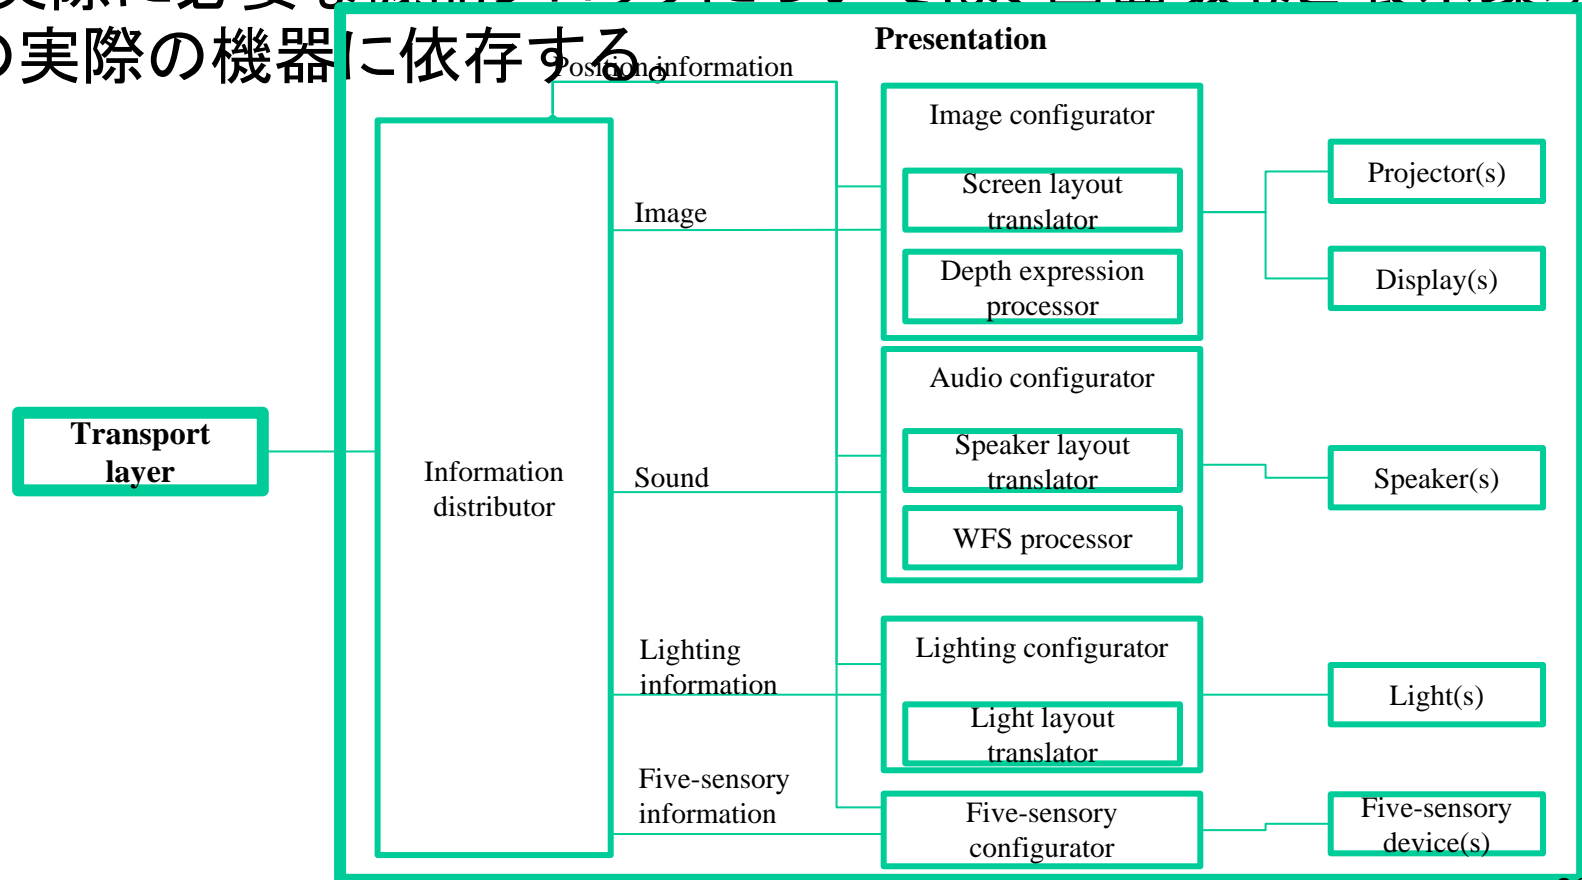 の実際の機器に依存する。
Presentation
Position information
Image configurator
Screen layout
translator
Depth expression
processor
Projector(s)
Display(s)
Image
Audio configurator
Speaker layout
translator
WFS processor
Speaker(s)
Transport
layer
Information
distributor
Sound
Lighting
information
Lighting configurator
Light layout
translator
Light(s)
Five-sensory
information
Five-sensory
configurator
Five-sensory
device(s)